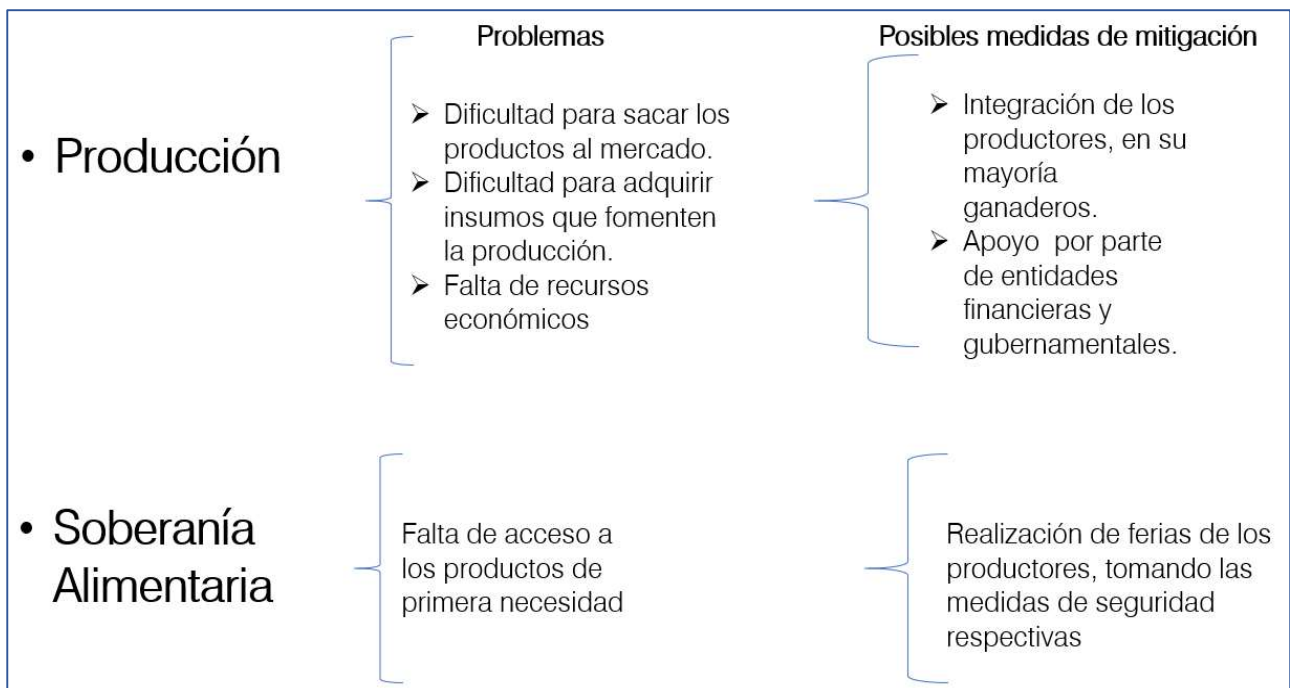 Problemas
Posibles medidas de mitigación
• Producción
➢ Dificultad para sacar los
productos al mercado.
➢ Dificultad para adquirir
insumos que fomenten
la producción.
➢ Falta de recursos
económicos
➢ Integración de los
productores, en su
mayoría
ganaderos.
➢ Apoyo por parte
de entidades
financieras y
gubernamentales.
• Soberanía
Alimentaria
Falta de acceso a
los productos de
primera necesidad
Realización de ferias de los
productores, tomando las
medidas de seguridad
respectivas